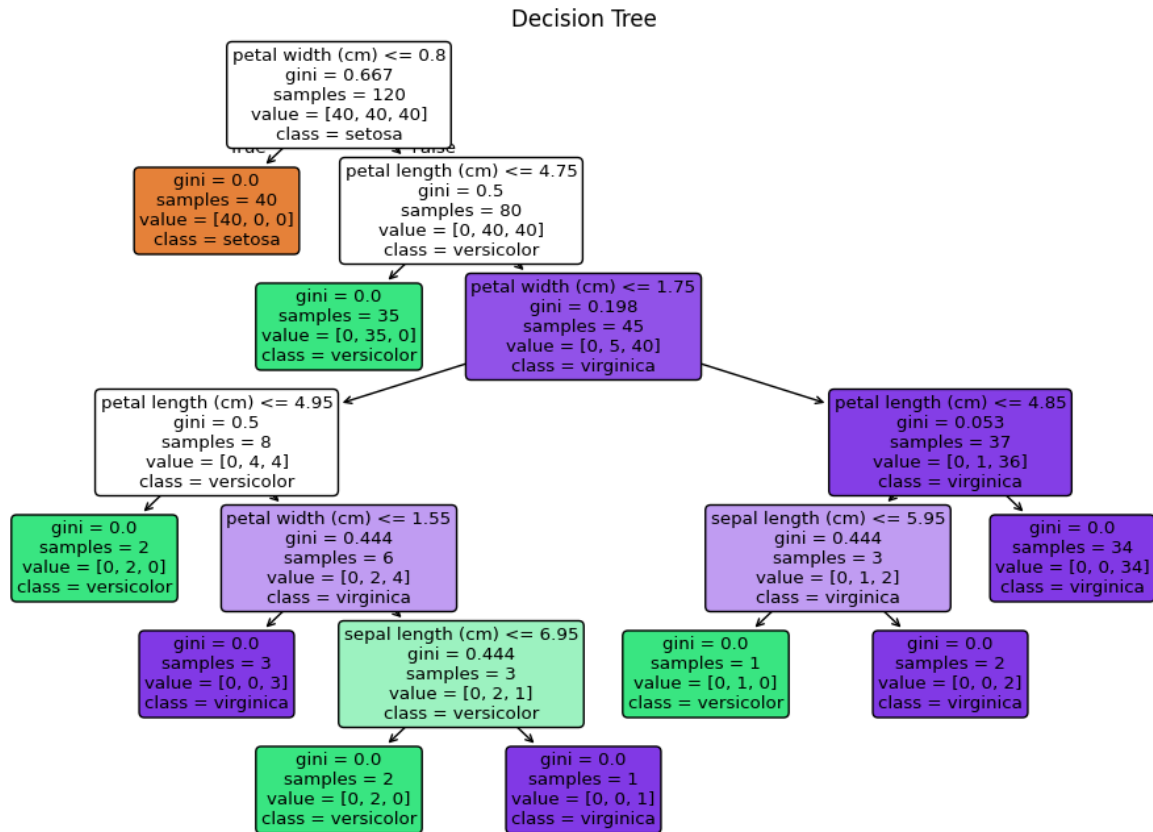 Decision Tree
petal width (cm) <= 0.8
gini = 0.667
samples = 120
value = [40, 40, 40]
class = setosa
True
False
gini = 0.0
samples = 40
value = [40, 0, 0]
class = setosa
petal length (cm) <= 4.75
gini = 0.5
samples = 80
value = [0, 40, 40]
class = versicolor
gini = 0.0
samples = 35
value = [0, 35, 0]
class = versicolor
petal width (cm) <= 1.75
gini = 0.198
samples = 45
value = [0, 5, 40]
class = virginica
petal length (cm) <= 4.95
gini = 0.5
samples = 8
value = [0, 4, 4]
class = versicolor
petal length (cm) <= 4.85
gini = 0.053
samples = 37
value = [0, 1, 36]
class = virginica
gini = 0.0
samples = 2
value = [0, 2, 0]
class = versicolor
petal width (cm) <= 1.55
gini = 0.444
samples = 6
value = [0, 2, 4]
class = virginica
sepal length (cm) <= 5.95
gini = 0.444
samples = 3
value = [0, 1, 2]
class = virginica
gini = 0.0
samples = 34
value = [0, 0, 34]
class = virginica
gini = 0.0
samples = 3
value = [0, 0, 3]
class = virginica
sepal length (cm) <= 6.95
gini = 0.444
samples = 3
value = [0, 2, 1]
class = versicolor
gini = 0.0
samples = 1
value = [0, 1, 0]
class = versicolor
gini = 0.0
samples = 2
value = [0, 0, 2]
class = virginica
gini = 0.0
samples = 2
value = [0, 2, 0]
class = versicolor
gini = 0.0
samples = 1
value = [0, 0, 1]
class = virginica